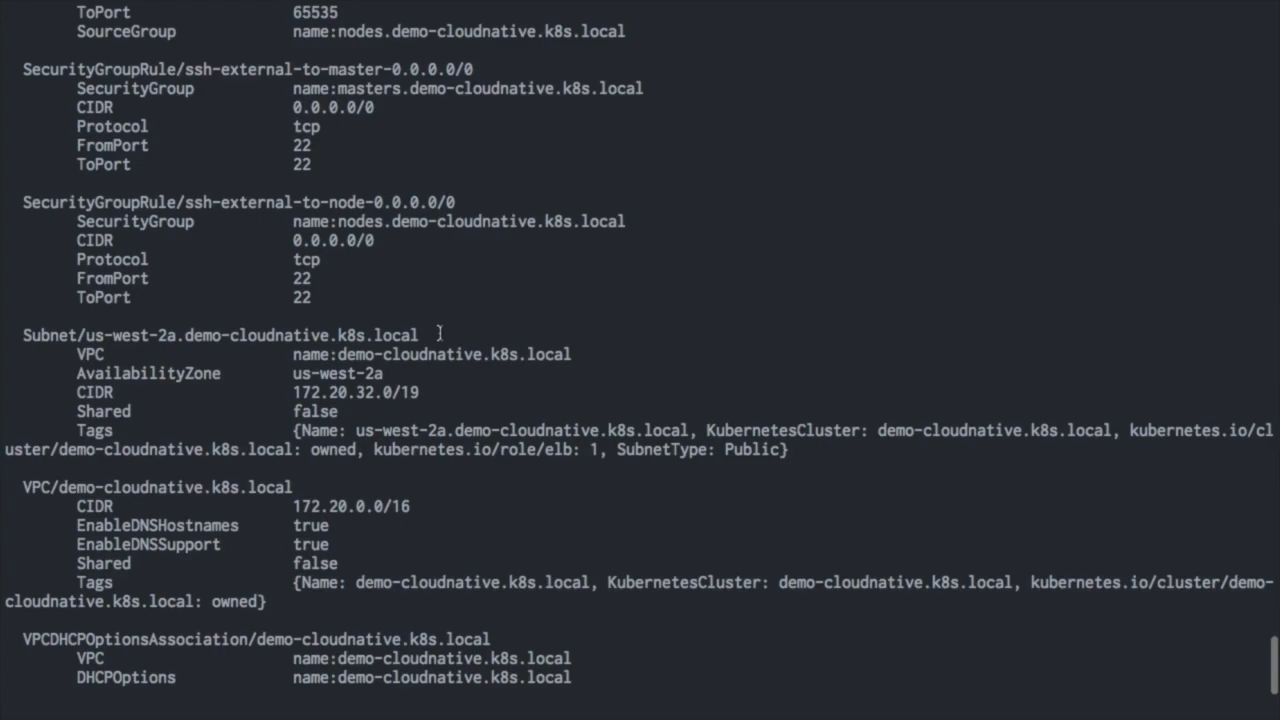 ToPort 65535
SourceGroup name:nodes.demo-cloudnative.k8s.local
SecurityGroupRule/ssh-external-to-master-0.0.0.0/0
SecurityGroup name:masters.demo-cloudnative.k8s.local
CIDR 0.0.0.0/0
Protocol tcp
FromPort 22
ToPort 22
SecurityGroupRule/ssh-external-to-node-0.0.0.0/0
SecurityGroup name:nodes.demo-cloudnative.k8s.local
CIDR 0.0.0.0/0
Protocol tcp
FromPort 22
ToPort 22
Subnet/us-west-2a.demo-cloudnative.k8s.local
VPC name:demo-cloudnative.k8s.local
AvailabilityZone us-west-2a
CIDR 172.20.32.0/19
Shared false
Tags {Name: us-west-2a.demo-cloudnative.k8s.local, KubernetesCluster: demo-cloudnative.k8s.local, kubernetes.io/cl
uster/demo-cloudnative.k8s.local: owned, kubernetes.io/role/elb: 1, SubnetType: Public}
VPC/demo-cloudnative.k8s.local
CIDR 172.20.0.0/16
EnableDNSHostnames true
EnableDNSSupport true
Shared false
Tags {Name: demo-cloudnative.k8s.local, KubernetesCluster: demo-cloudnative.k8s.local, kubernetes.io/cluster/demo-
cloudnative.k8s.local: owned}
VPCDHCPOptionsAssociation/demo-cloudnative.k8s.local
VPC name:demo-cloudnative.k8s.local
DHCPOptions name:demo-cloudnative.k8s.local